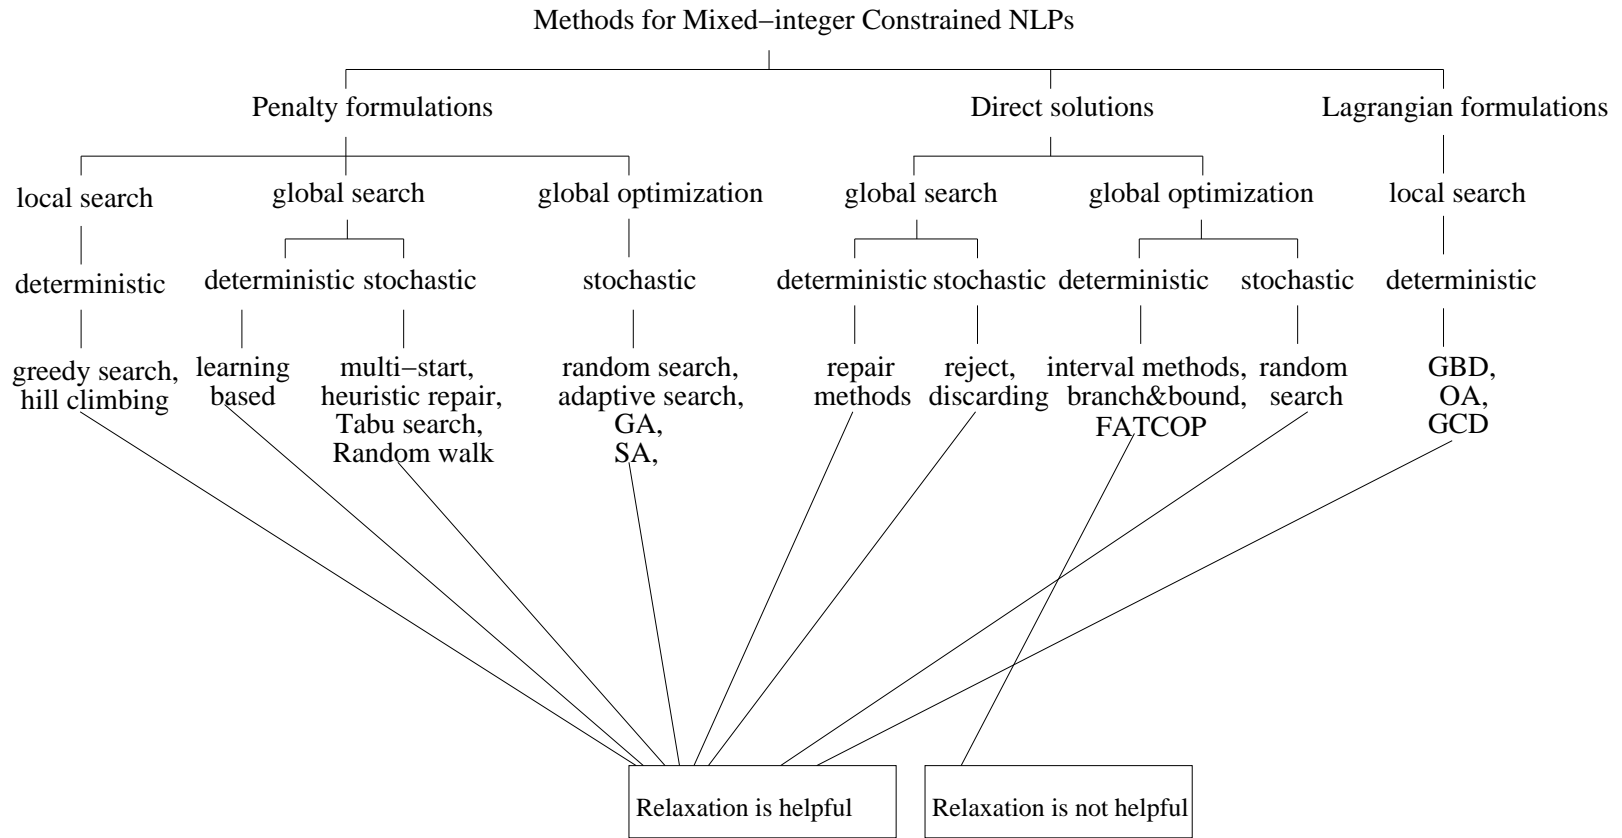 Methods for Mixed−integer Constrained NLPs
Penalty formulations
Direct solutions
Lagrangian formulations
local search
global search
global optimization
global search
global optimization
local search
deterministic
deterministic
stochastic
stochastic
deterministic
stochastic
deterministic
stochastic
deterministic
greedy search,
hill climbing
learning
based
multi−start,
heuristic repair,
Tabu search,
Random walk
random search,
adaptive search,
GA,
SA,
repair
methods
reject,
discarding
interval methods,
branch&bound,
FATCOP
random
search
GBD,
OA,
GCD
Relaxation is helpful
Relaxation is not helpful